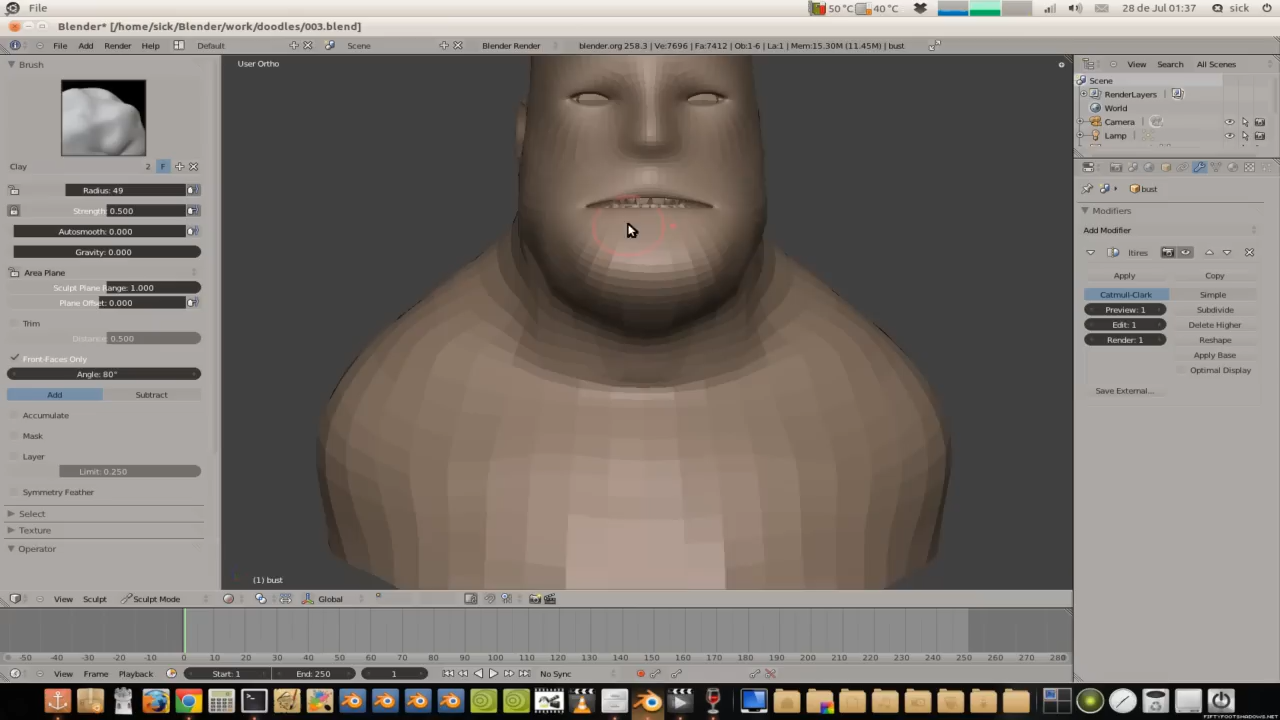 File
50 °C 40 °C 28 de Jul 01:37 sick
Blender* [/home/sick/Blender/work/doodles/003.blend]
File Add Render Help Default Scene Blender Render blender.org 258.3 | Ve:7696 | Fa:7412 | Ob:1-6 | La:1 | Mem:15.30M (11.45M) | bust
View Search All Scenes
Brush
User Ortho
Scene
RenderLayers
World
Camera
Lamp
Clay 2 F
Radius: 49
bust
Strength: 0.500
Modifiers
Autosmooth: 0.000
Add Modifier
Gravity: 0.000
ltires
Area Plane
Apply Copy
Sculpt Plane Range: 1.000
Catmull-Clark Simple
Plane Offset: 0.000
Preview: 1 Subdivide
Trim
Edit: 1 Delete Higher
Distance: 0.500
Render: 1 Reshape
Front-Faces Only
Apply Base
Angle: 80°
Optimal Display
Add Subtract
Save External...
Accumulate
Mask
Layer
Limit: 0.250
Symmetry Feather
Select
Texture
Operator
(1) bust
View Sculpt Sculpt Mode Global
-50 -40 -30 -20 -10 0 10 20 30 40 50 60 70 80 90 100 110 120 130 140 150 160 170 180 190 200 210 220 230 240 250 260 270 280
View Frame Playback Start: 1 End: 250 1 No Sync
FIFTYFOOTSHADOWS.NET